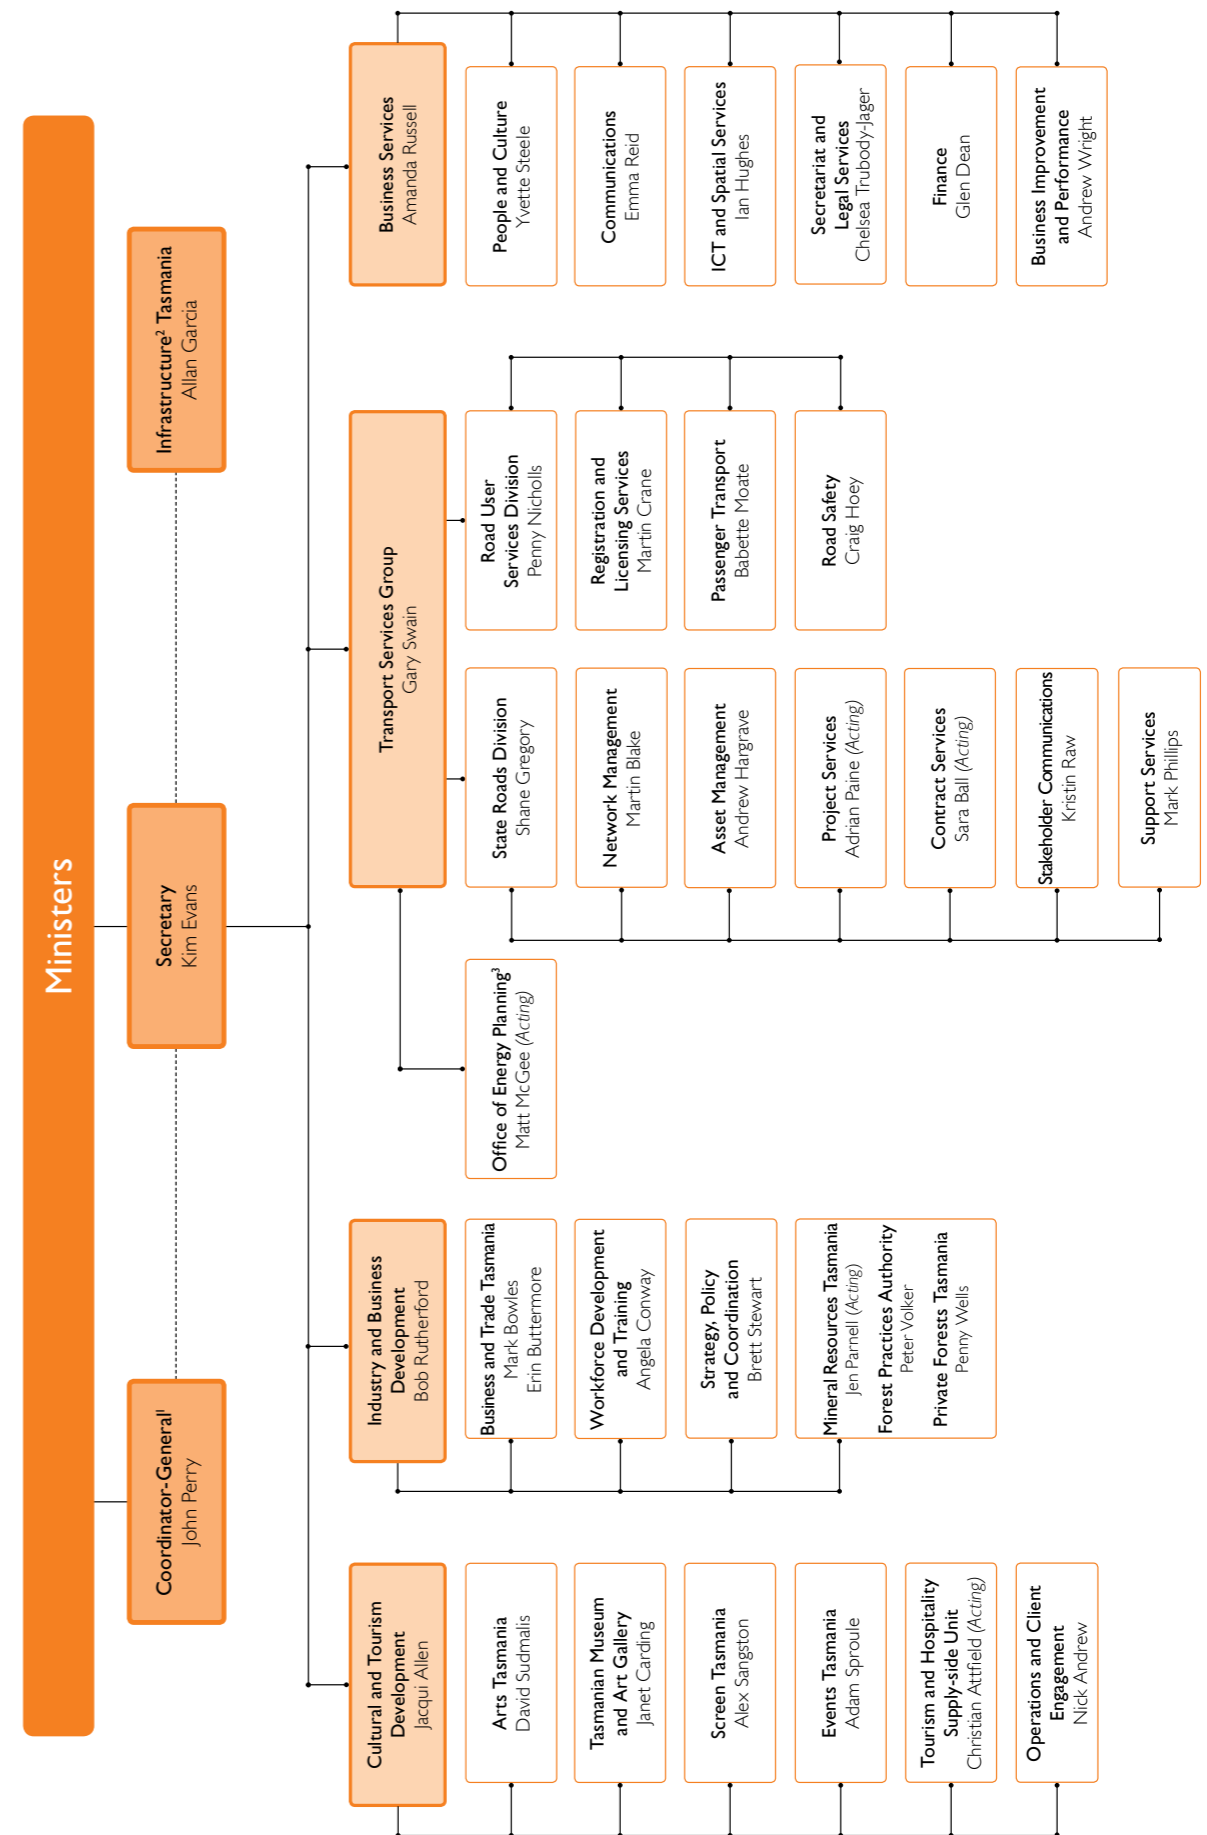 Ministers
Coordinator-General¹
John Perry
Secretary
Kim Evans
Infrastructure² Tasmania
Allan Garcia
Cultural and Tourism
Development
Jacqui Allen
Arts Tasmania
David Sudmalis
Tasmanian Museum
and Art Gallery
Janet Carding
Screen Tasmania
Alex Sangston
Events Tasmania
Adam Sproule
Tourism and Hospitality
Supply-side Unit
Christian Attfield (Acting)
Operations and Client
Engagement
Nick Andrew
Industry and Business
Development
Bob Rutherford
Business and Trade Tasmania
Mark Bowles
Erin Buttermore
Workforce Development
and Training
Angela Conway
Strategy, Policy
and Coordination
Brett Stewart
Mineral Resources Tasmania
Jen Parnell (Acting)
Forest Practices Authority
Peter Volker
Private Forests Tasmania
Penny Wells
Transport Services Group
Gary Swain
Office of Energy Planning³
Matt McGee (Acting)
State Roads Division
Shane Gregory
Network Management
Martin Blake
Asset Management
Andrew Hargrave
Project Services
Adrian Paine (Acting)
Contract Services
Sara Ball (Acting)
Stakeholder Communications
Kristin Raw
Support Services
Mark Phillips
Road User
Services Division
Penny Nicholls
Registration and
Licensing Services
Martin Crane
Passenger Transport
Babette Moate
Road Safety
Craig Hoey
Business Services
Amanda Russell
People and Culture
Yvette Steele
Communications
Emma Reid
ICT and Spatial Services
Ian Hughes
Secretariat and
Legal Services
Chelsea Trubody-Jager
Finance
Glen Dean
Business Improvement
and Performance
Andrew Wright